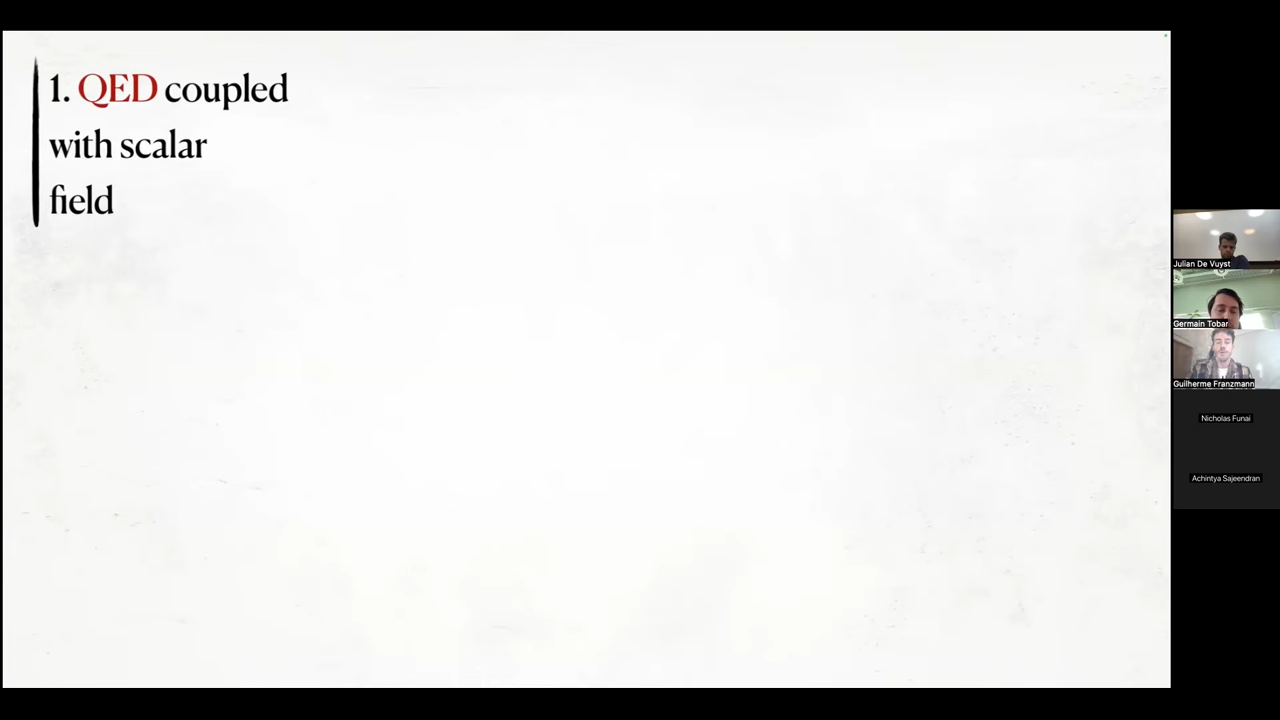 1. QED coupled
with scalar
field
Julian De Vuyst
Germain Tobar
Guilherme Franzmann
Nicholas Funai
Achintya Sajeendran